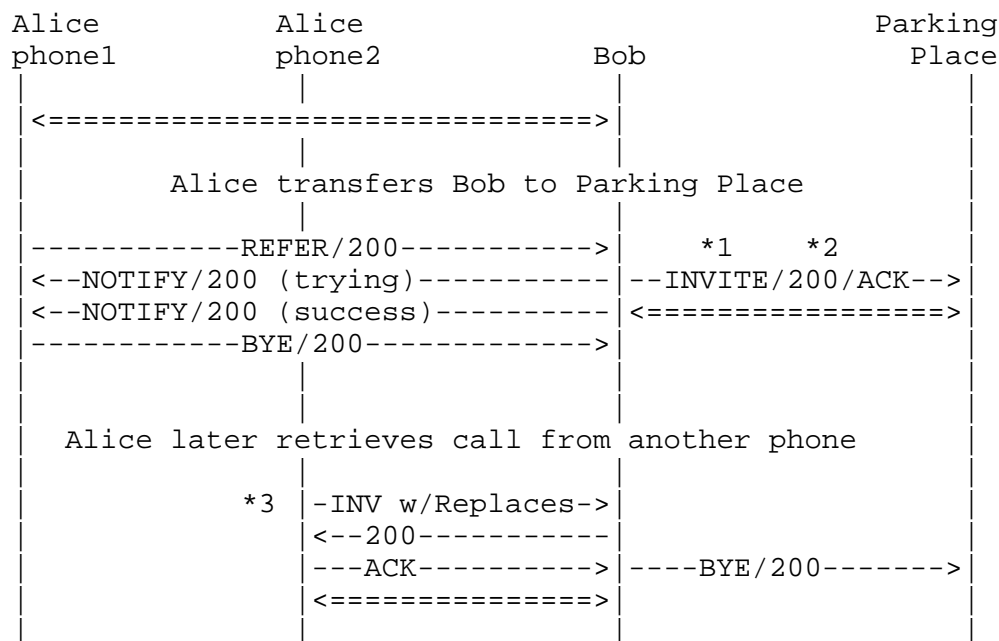 Alice               Alice                                 Parking
phone1             phone2                Bob               Place
|                   |                     |                   |
|<===============================>|                   |
|                   |                     |                   |
|        Alice transfers Bob to Parking Place                 |
|                   |                     |                   |
|------------REFER/200----------->|    *1    *2       |
|<--NOTIFY/200 (trying)-----------|--INVITE/200/ACK-->|
|<--NOTIFY/200 (success)----------|<=================>|
|------------BYE/200------------->|                   |
|                   |                     |                   |
|                   |                     |                   |
|  Alice later retrieves call from another phone              |
|                   |                     |                   |
|            *3 |-INV w/Replaces->|                   |
|               |<--200-----------|                   |
|               |---ACK---------->|----BYE/200------->|
|               |<===============>|                   |
|                   |                     |                   |